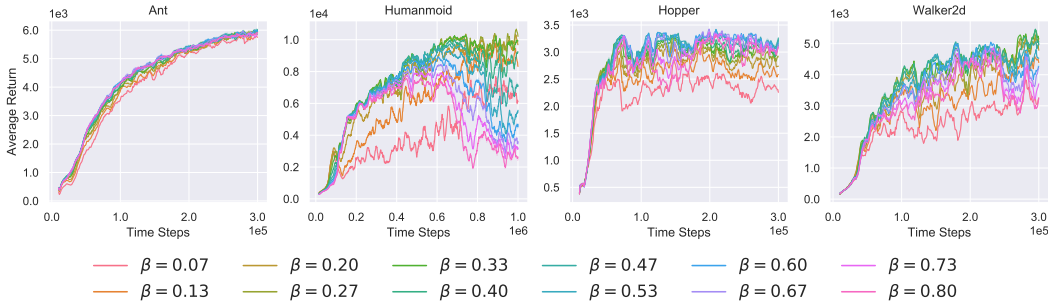 Ant
Humanmoid
Hopper
Walker2d
1e3
1e4
1e3
1e3
Average Return
6.0
5.0
4.0
3.0
2.0
1.0
0.0
1.0
0.8
0.6
0.4
0.2
0.0
3.5
3.0
2.5
2.0
1.5
1.0
0.5
5.0
4.0
3.0
2.0
1.0
0.0
0.0 1.0 2.0 3.0
0.0 0.2 0.4 0.6 0.8 1.0
0.0 1.0 2.0 3.0
0.0 1.0 2.0 3.0
Time Steps 1e5
Time Steps 1e6
Time Steps 1e5
Time Steps 1e5
β = 0.07 β = 0.20 β = 0.33 β = 0.47 β = 0.60 β = 0.73
β = 0.13 β = 0.27 β = 0.40 β = 0.53 β = 0.67 β = 0.80